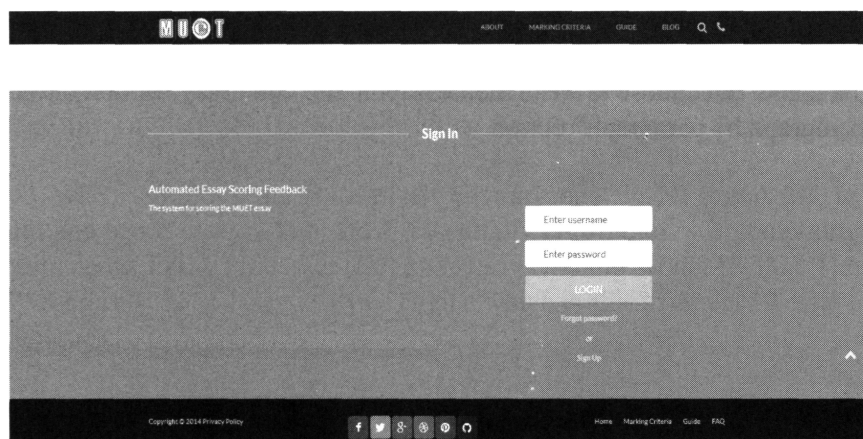 MUET
ABOUT MARKING CRITERIA GUIDE BLOG
Sign In
Automated Essay Scoring Feedback
The system for scoring the MUET essay
Enter username
Enter password
LOGIN
Forgot password?
or
Sign Up
Copyright © 2014 Privacy Policy
Home Marking Criteria Guide FAQ